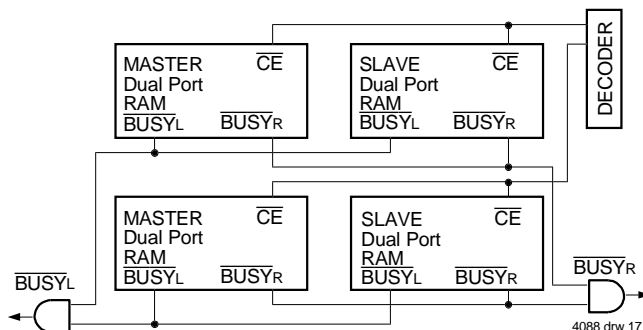 MASTER
Dual Port
RAM
BUSYL
CE
BUSYR
SLAVE
Dual Port
RAM
BUSYL
CE
BUSYR
DECODER
MASTER
Dual Port
RAM
BUSYL
CE
BUSYR
SLAVE
Dual Port
RAM
BUSYL
CE
BUSYR
BUSYL
BUSYR
4088 drw 17